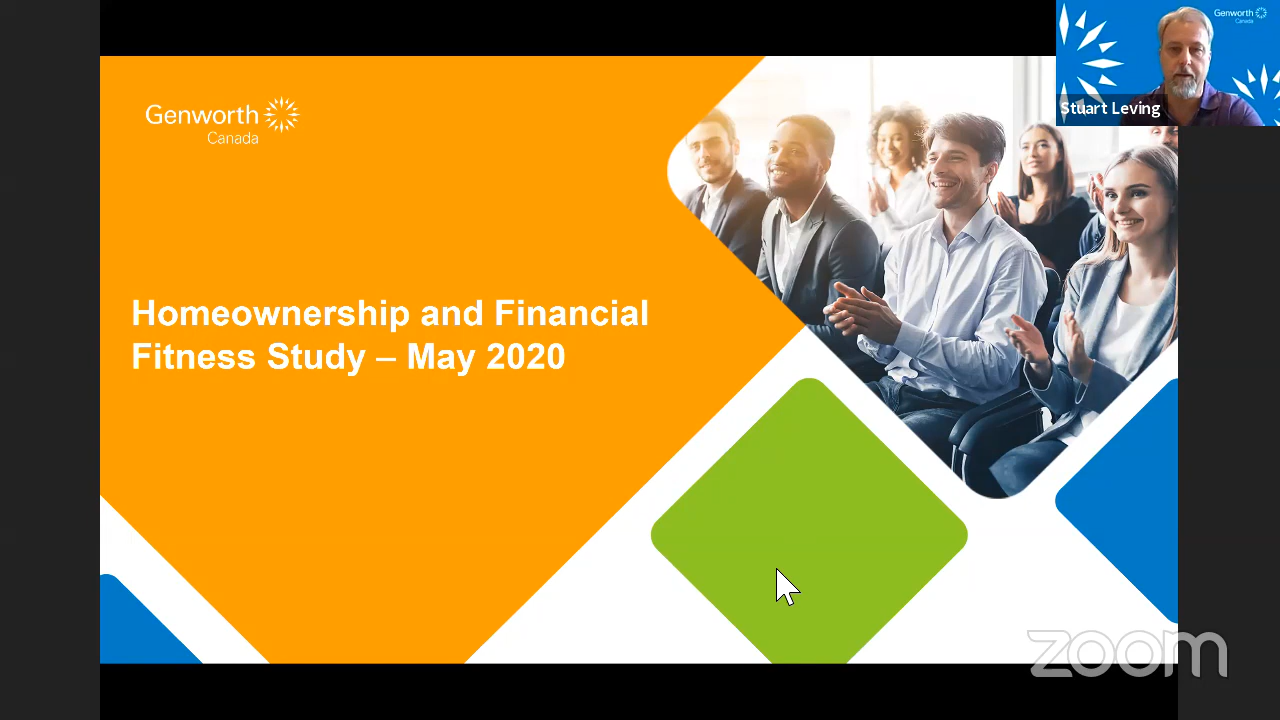 Genworth
Canada
Homeownership and Financial
Fitness Study – May 2020
Genworth
Canada
Stuart Leving
zoom